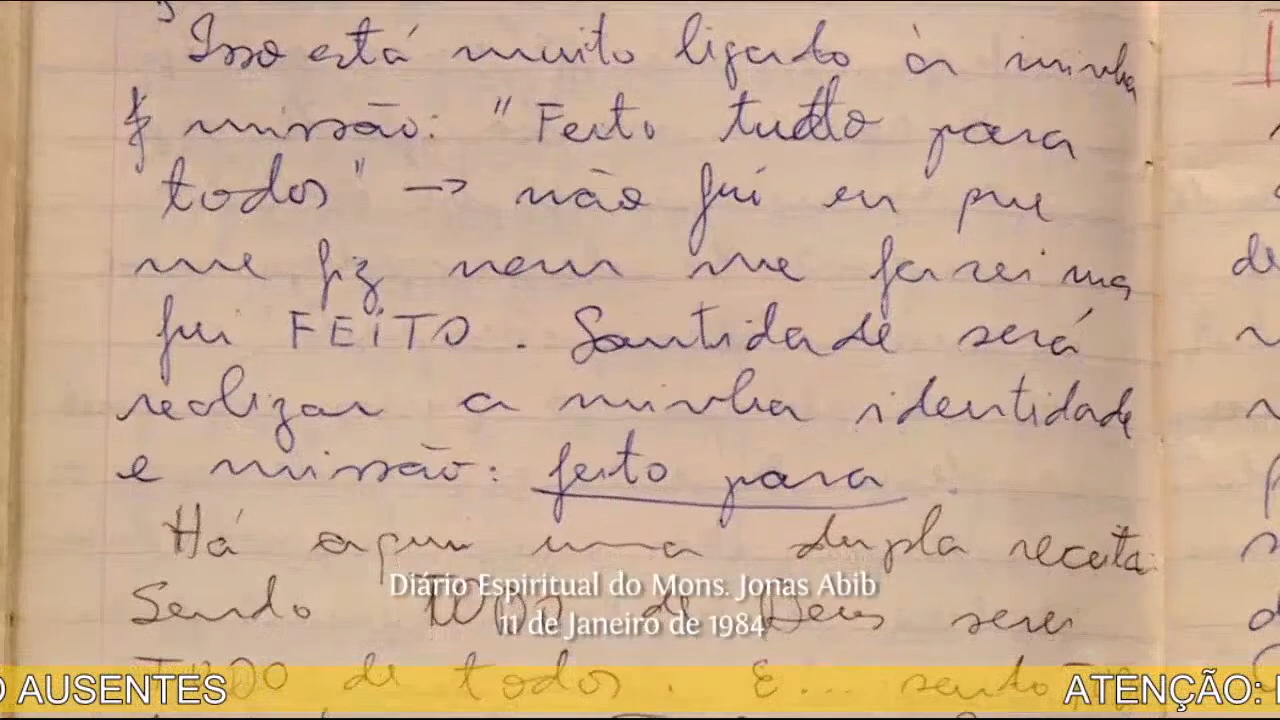 Isso está muito ligado à minha
missão: "Feito tudo para
todos" → não fui eu que
me fiz nem me farei mas
fui FEITO. Santidade será
realizar a minha identidade
e missão: feito para
Há aqui uma dupla receita
Sendo TODO de Deus serei
TODO de todos. E... sendo
Diário Espiritual do Mons. Jonas Abib
11 de Janeiro de 1984
O AUSENTES
ATENÇÃO:
de